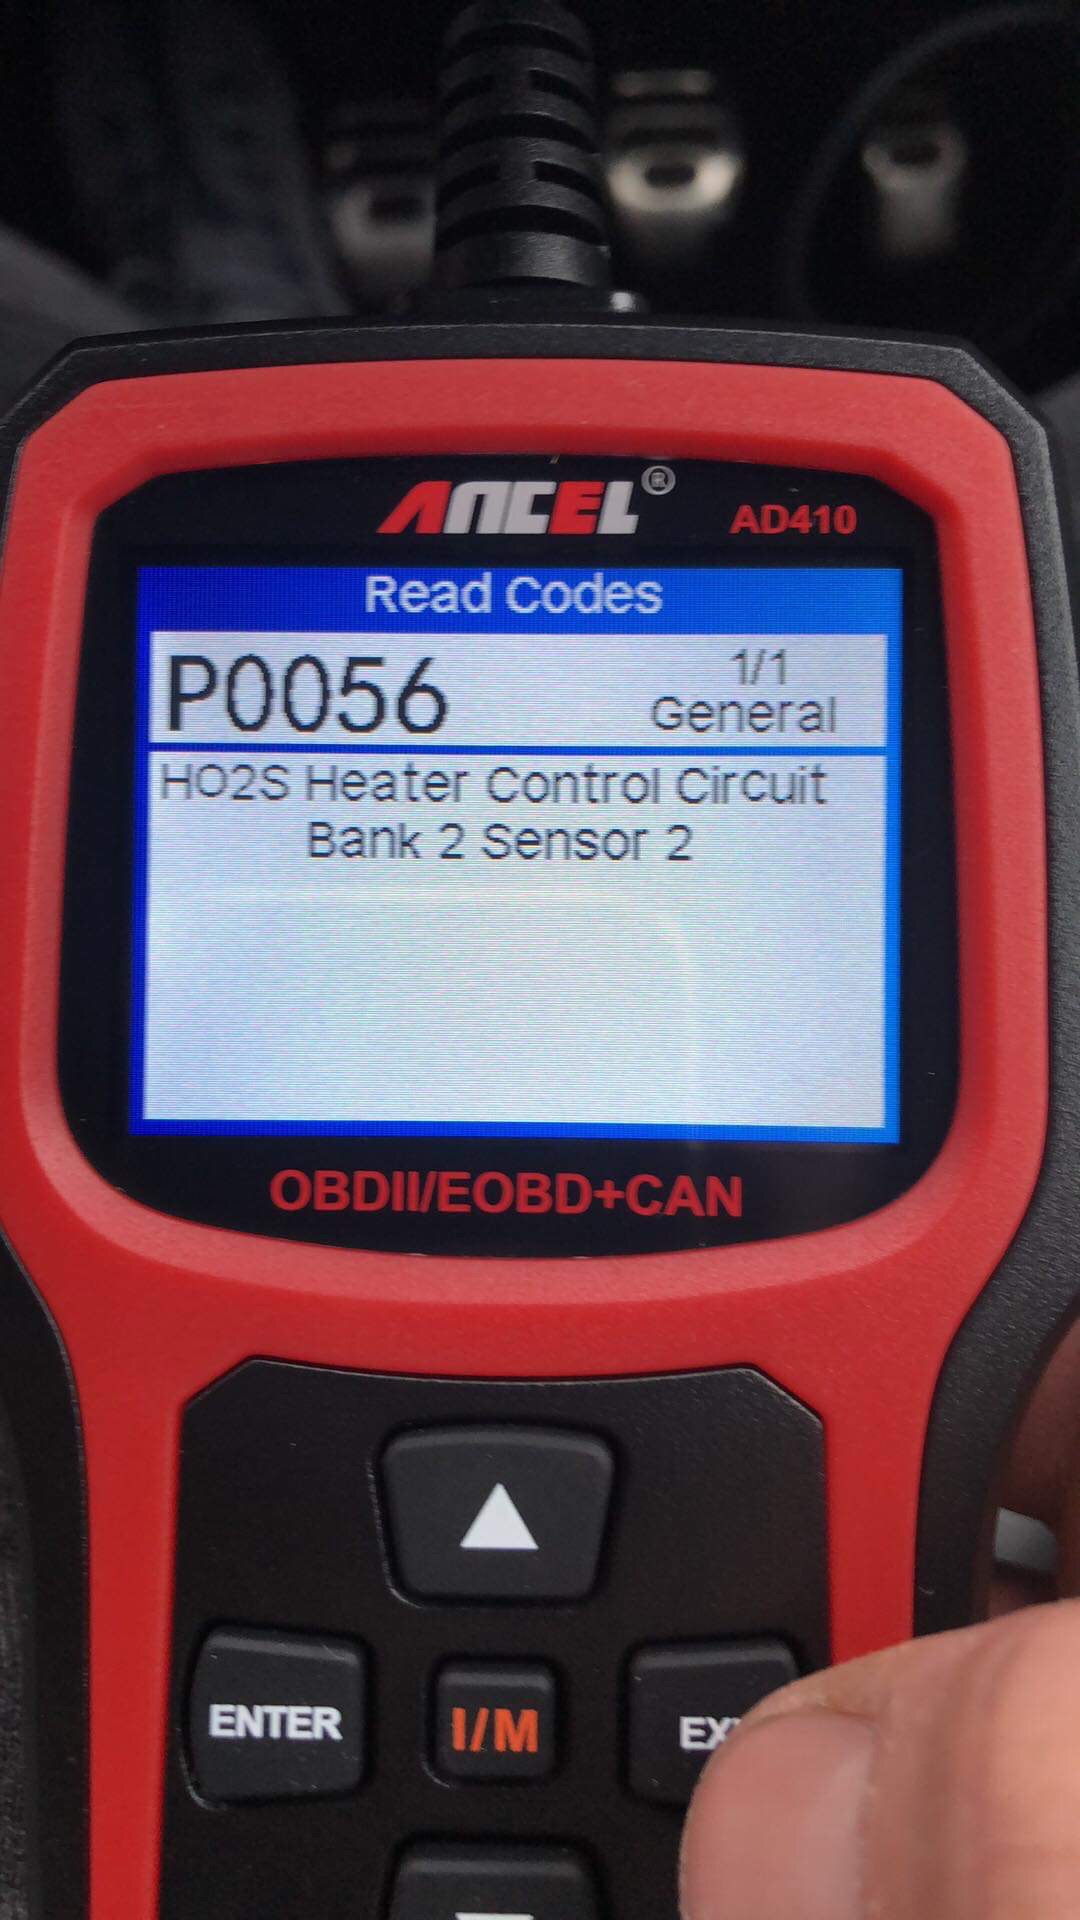 ANCEL®
AD410
Read Codes
P0056
1/1
General
HO2S Heater Control Circuit
Bank 2 Sensor 2
OBDII/EOBD+CAN
ENTER
I/M